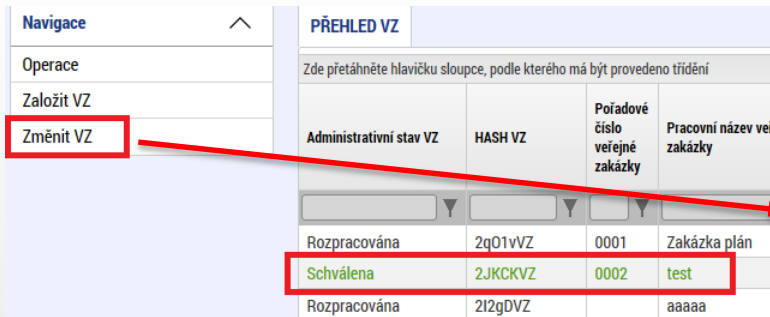 Navigace
Operace
Založit VZ
Změnit VZ
PŘEHLED VZ
Zde přetáhněte hlavičku sloupce, podle kterého má být provedeno třídění
Administrativní stav VZ HASH VZ Pořadové číslo veřejné zakázky Pracovní název veř zakázky
Rozpracována 2qO1vVZ 0001 Zakázka plán
Schválena 2JKCKVZ 0002 test
Rozpracována 2I2gDVZ aaaaa